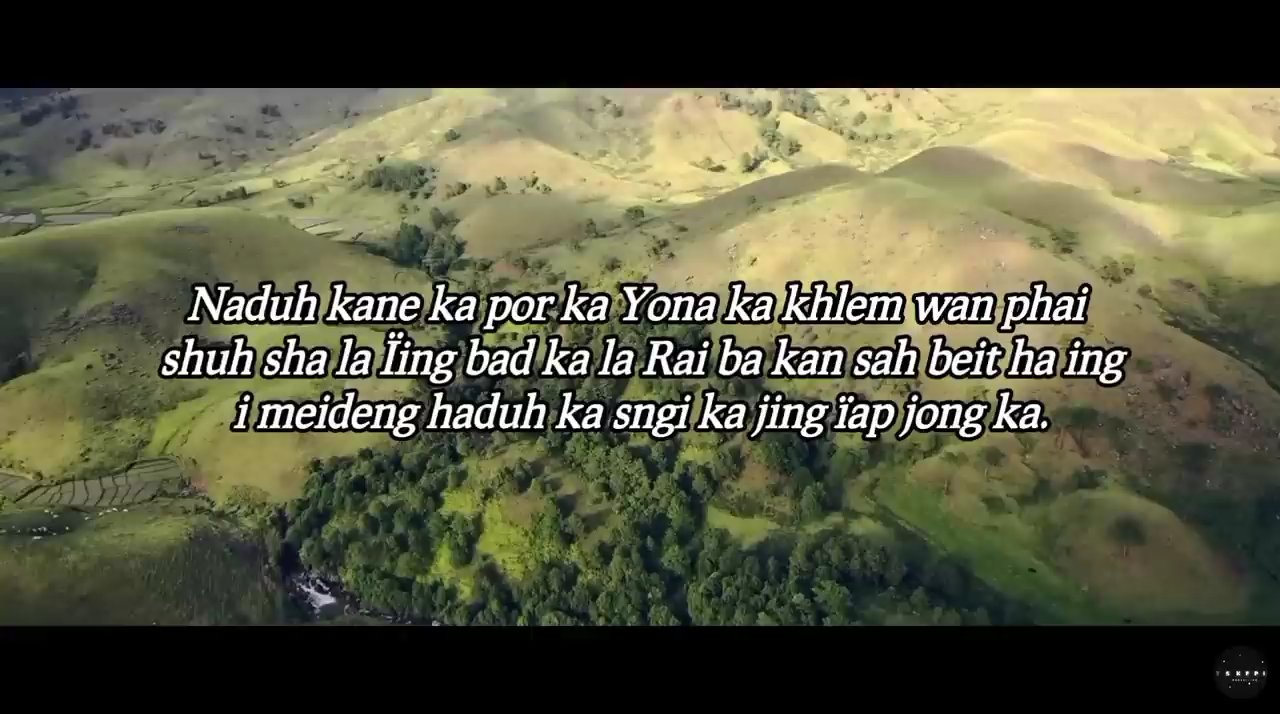 Naduh kane ka por ka Yona ka khlem wan phai
shuh sha la Ïing bad ka la Rai ba kan sah beit ha ing
i meideng haduh ka sngi ka jing ïap jong ka.